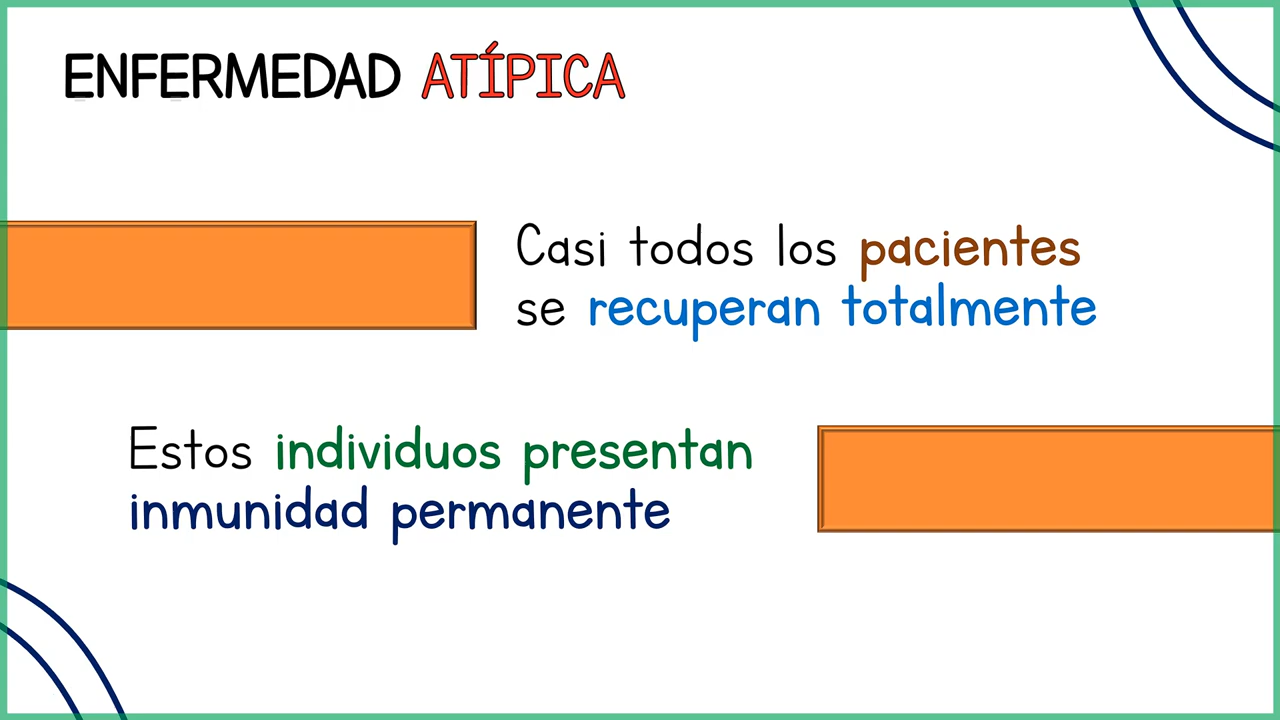 ENFERMEDAD ATÍPICA
Casi todos los pacientes
se recuperan totalmente
Estos individuos presentan
inmunidad permanente